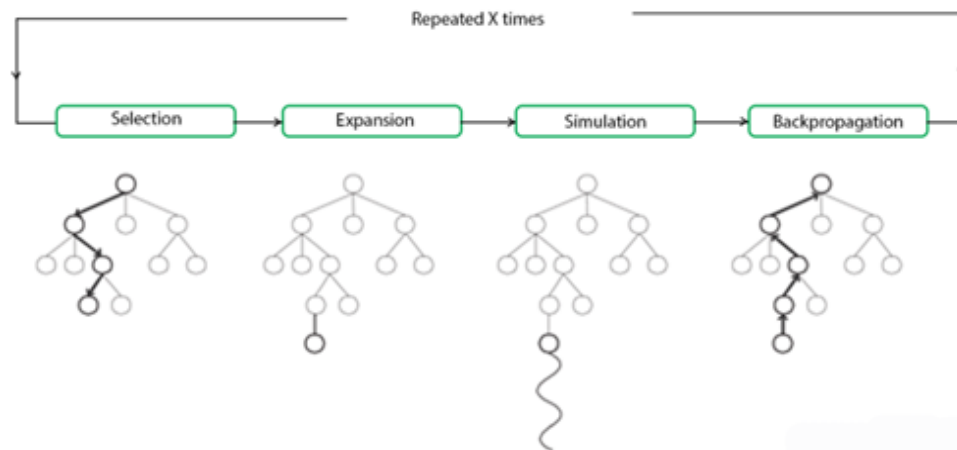 Repeated X times
Selection
Expansion
Simulation
Backpropagation